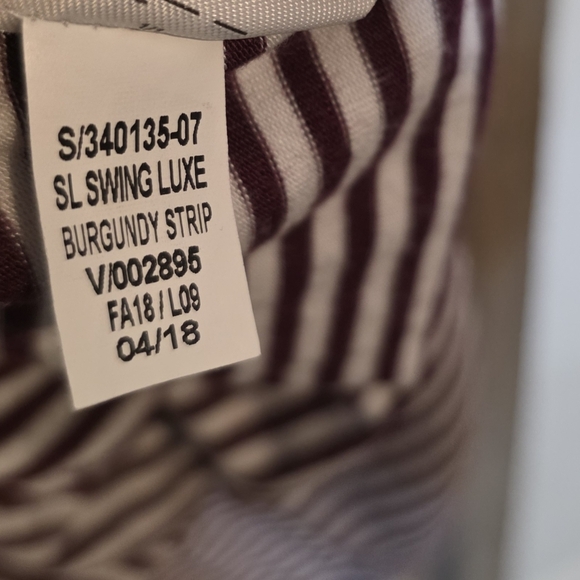 S/340135-07
SL SWING LUXE
BURGUNDY STRIP
V/002895
FA18 / L09
04/18